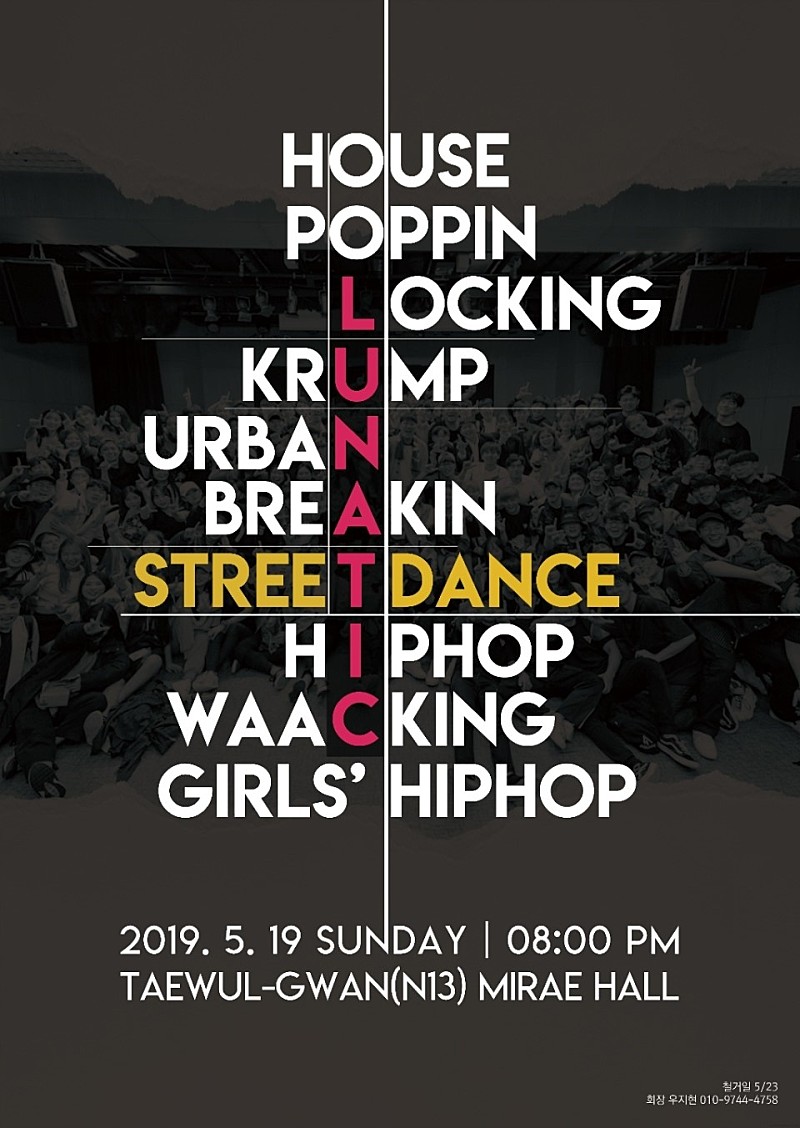 HOUSE
POPPIN
LOCKING
KRUMP
URBAN
BREAKIN
STREET DANCE
HIPHOP
WAACKING
GIRLS' HIPHOP
2019. 5. 19 SUNDAY | 08:00 PM
TAEWUL-GWAN(N13) MIRAE HALL
철거일 5/23
회장 우지현 010-9744-4758